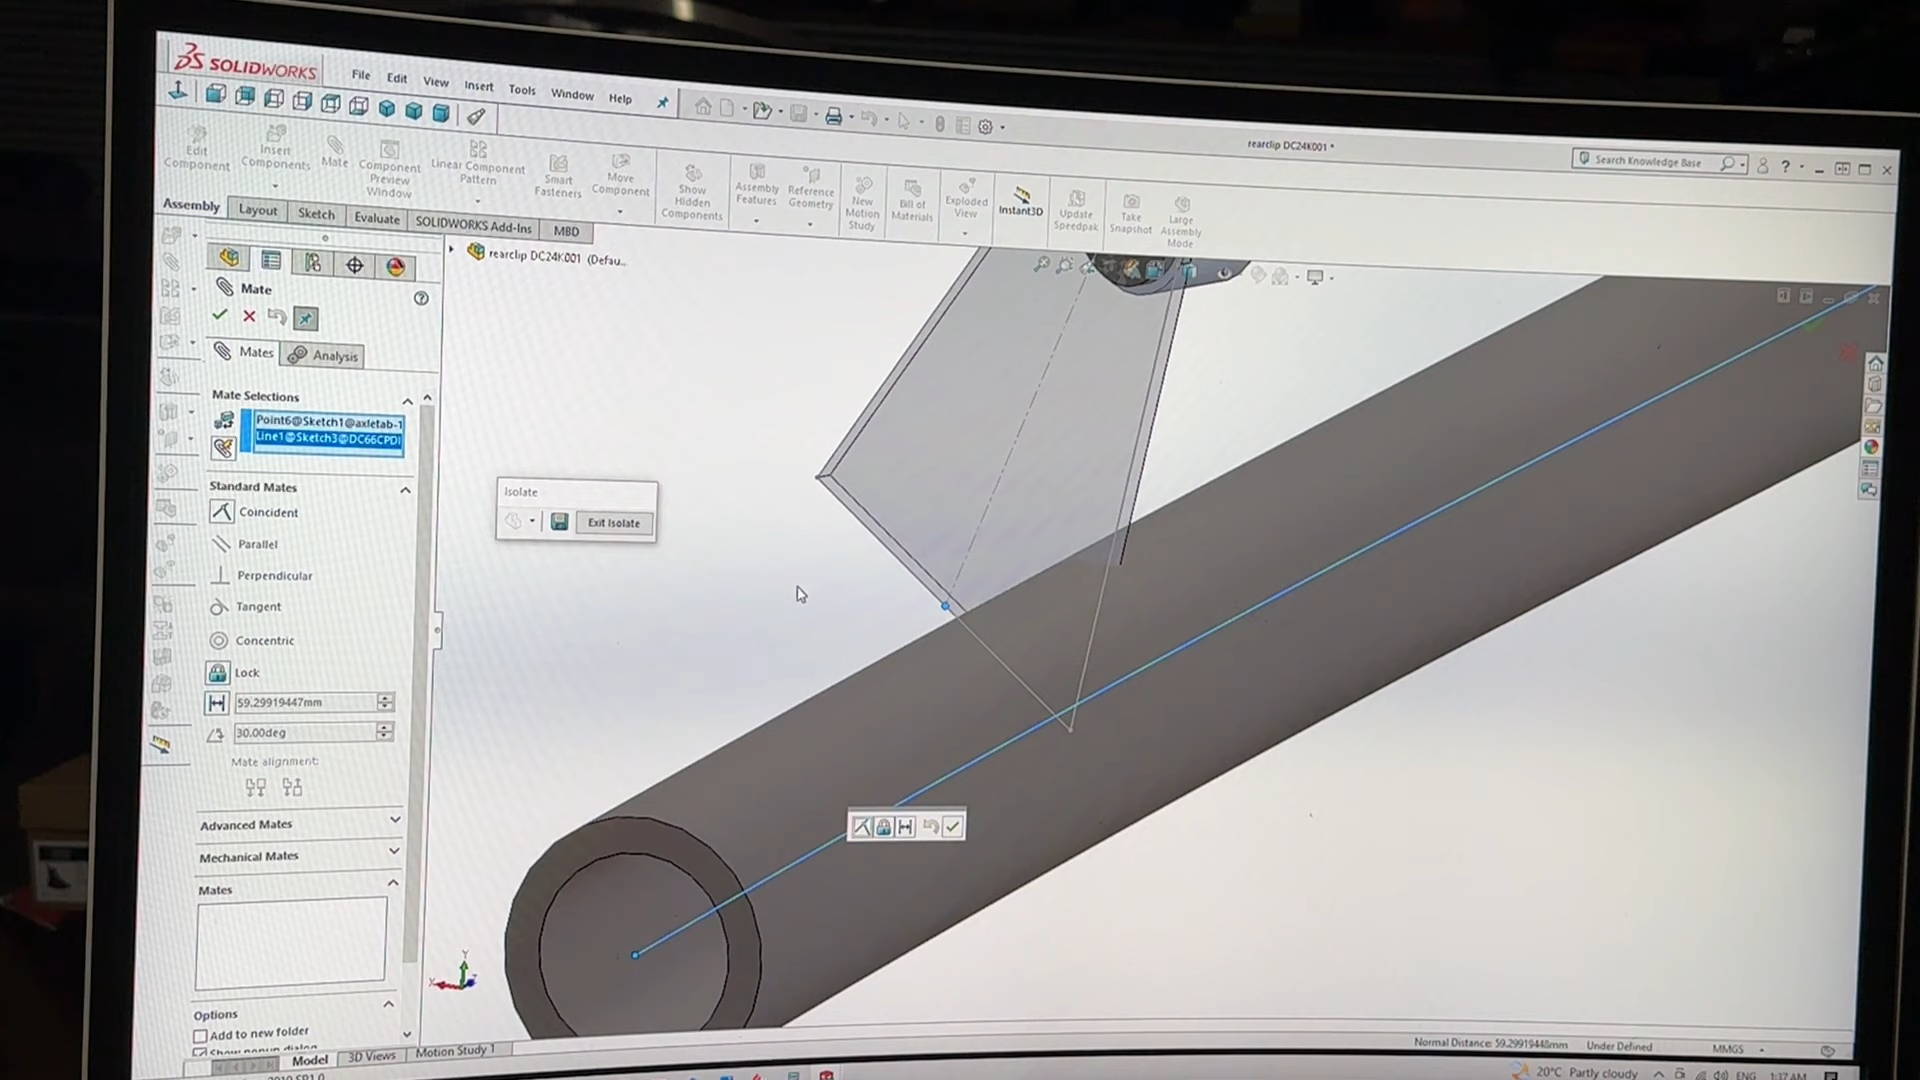 SOLIDWORKS
File Edit View Insert Tools Window Help
rearclip DC24K001 *
Search Knowledge Base
Edit Component
Insert Components
Mate
Component Preview Window
Linear Component Pattern
Smart Fasteners
Move Component
Show Hidden Components
Assembly Features
Reference Geometry
New Motion Study
Bill of Materials
Exploded View
Instant3D
Update Speedpak
Take Snapshot
Large Assembly Mode
Assembly Layout Sketch Evaluate SOLIDWORKS Add-Ins MBD
rearclip DC24K001 (Defau...
Mate
Mates Analysis
Mate Selections
Point6@Sketch1@axletab-1
Line1@Sketch3@DC66CPDI
Standard Mates
Coincident
Parallel
Perpendicular
Tangent
Concentric
Lock
59.29919447mm
30.00deg
Mate alignment:
Advanced Mates
Mechanical Mates
Mates
Options
Add to new folder
Show popup dialog
Isolate
Exit Isolate
Model 3D Views Motion Study 1
Normal Distance: 59.29919448mm Under Defined MMGS
20°C Partly cloudy ENG 1:37 AM